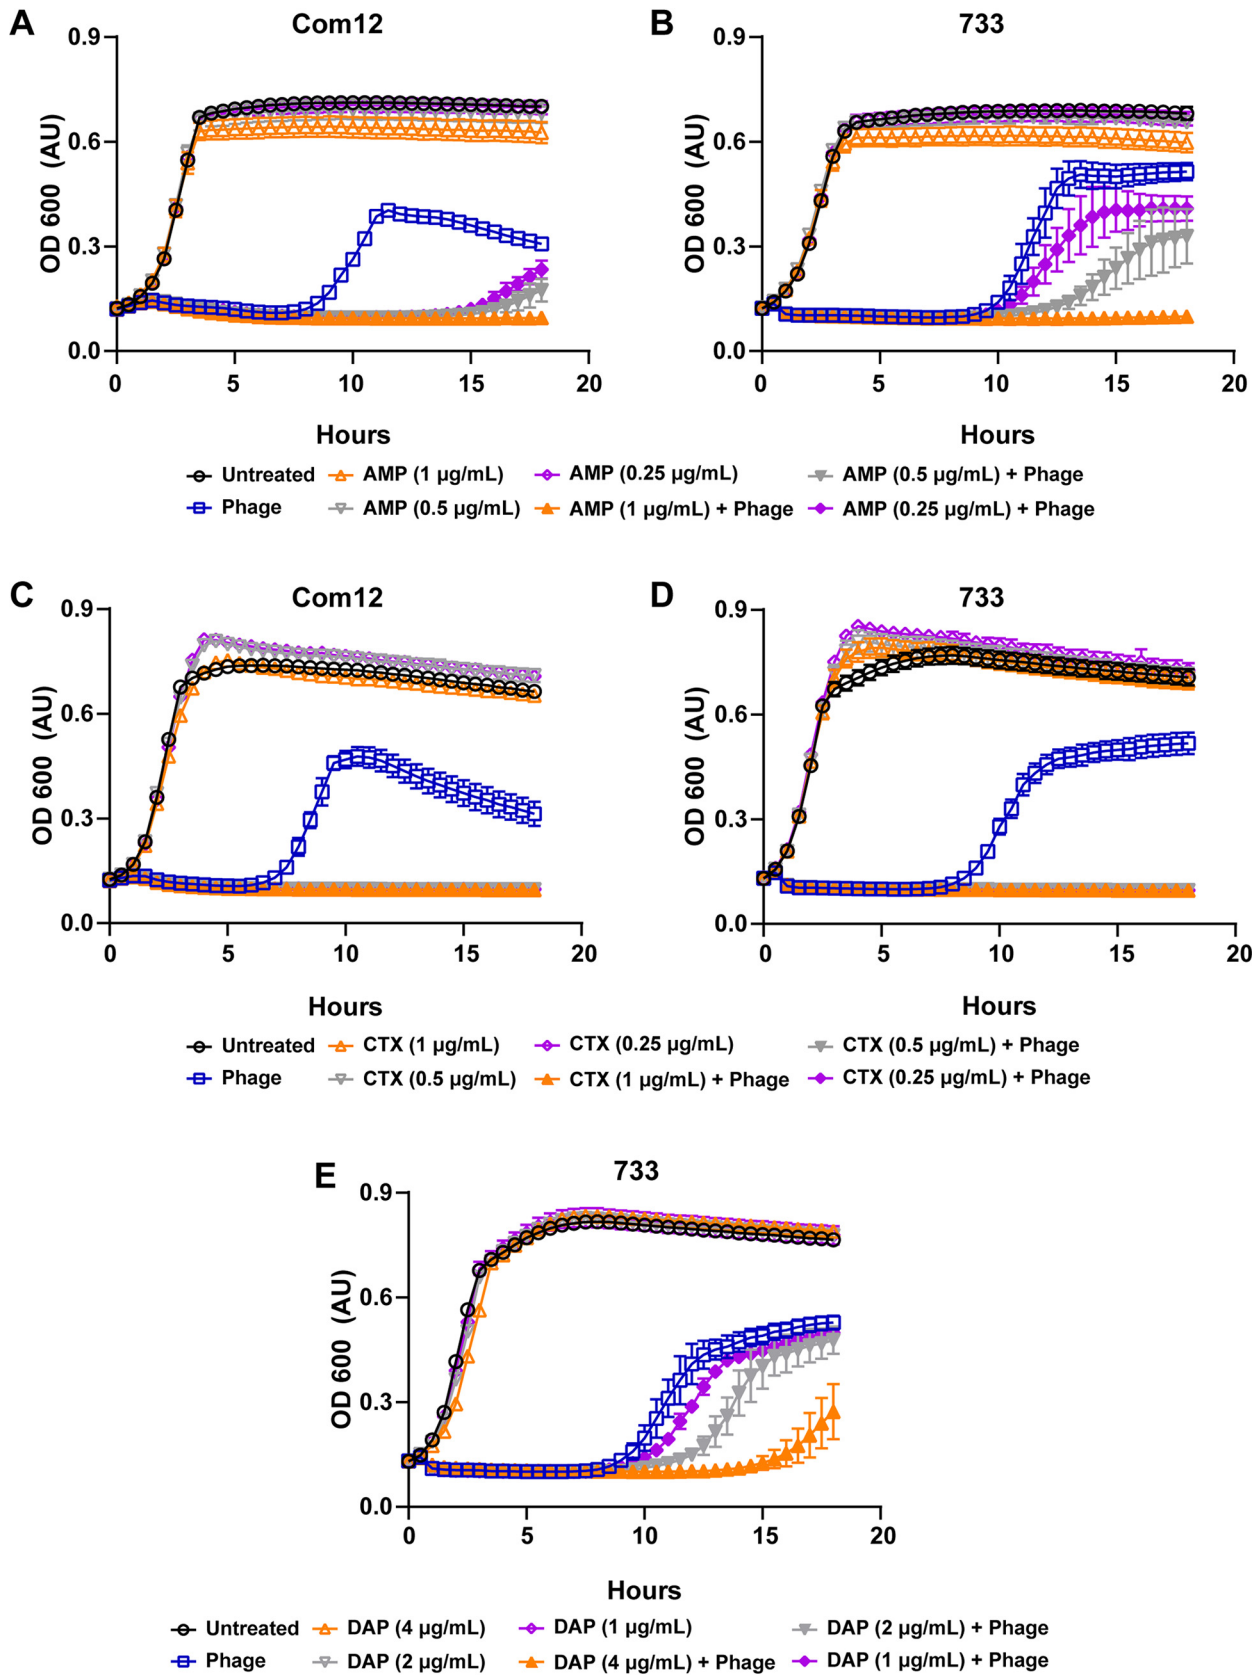 A Com12
B 733
0.9
0.6
0.3
0.0
OD 600 (AU)
0 5 10 15 20
Hours
0.9
0.6
0.3
0.0
OD 600 (AU)
0 5 10 15 20
Hours
Untreated AMP (1 µg/mL) AMP (0.25 µg/mL) AMP (0.5 µg/mL) + Phage
Phage AMP (0.5 µg/mL) AMP (1 µg/mL) + Phage AMP (0.25 µg/mL) + Phage
C Com12
D 733
0.9
0.6
0.3
0.0
OD 600 (AU)
0 5 10 15 20
Hours
0.9
0.6
0.3
0.0
OD 600 (AU)
0 5 10 15 20
Hours
Untreated CTX (1 µg/mL) CTX (0.25 µg/mL) CTX (0.5 µg/mL) + Phage
Phage CTX (0.5 µg/mL) CTX (1 µg/mL) + Phage CTX (0.25 µg/mL) + Phage
E 733
0.9
0.6
0.3
0.0
OD 600 (AU)
0 5 10 15 20
Hours
Untreated DAP (4 µg/mL) DAP (1 µg/mL) DAP (2 µg/mL) + Phage
Phage DAP (2 µg/mL) DAP (4 µg/mL) + Phage DAP (1 µg/mL) + Phage